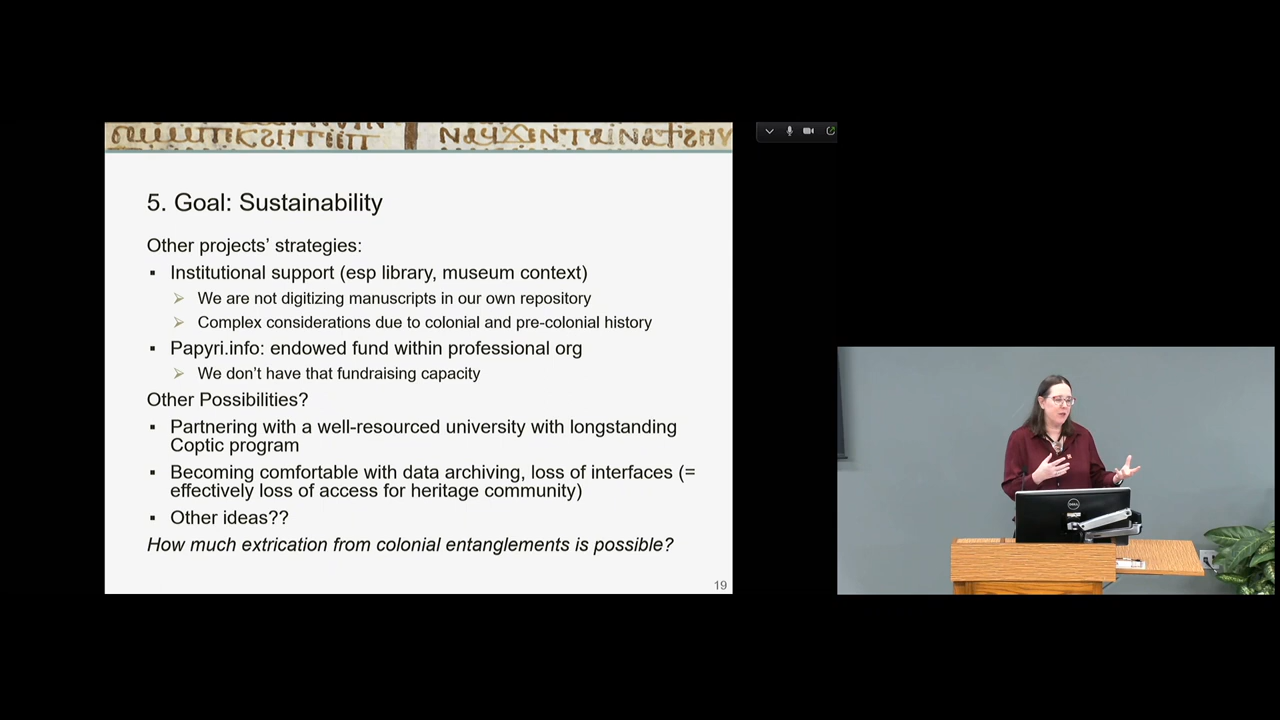 5. Goal: Sustainability
Other projects’ strategies:
▪ Institutional support (esp library, museum context)
➢ We are not digitizing manuscripts in our own repository
➢ Complex considerations due to colonial and pre-colonial history
▪ Papyri.info: endowed fund within professional org
➢ We don’t have that fundraising capacity
Other Possibilities?
▪ Partnering with a well-resourced university with longstanding
Coptic program
▪ Becoming comfortable with data archiving, loss of interfaces (=
effectively loss of access for heritage community)
▪ Other ideas??
How much extrication from colonial entanglements is possible?
19
DELL